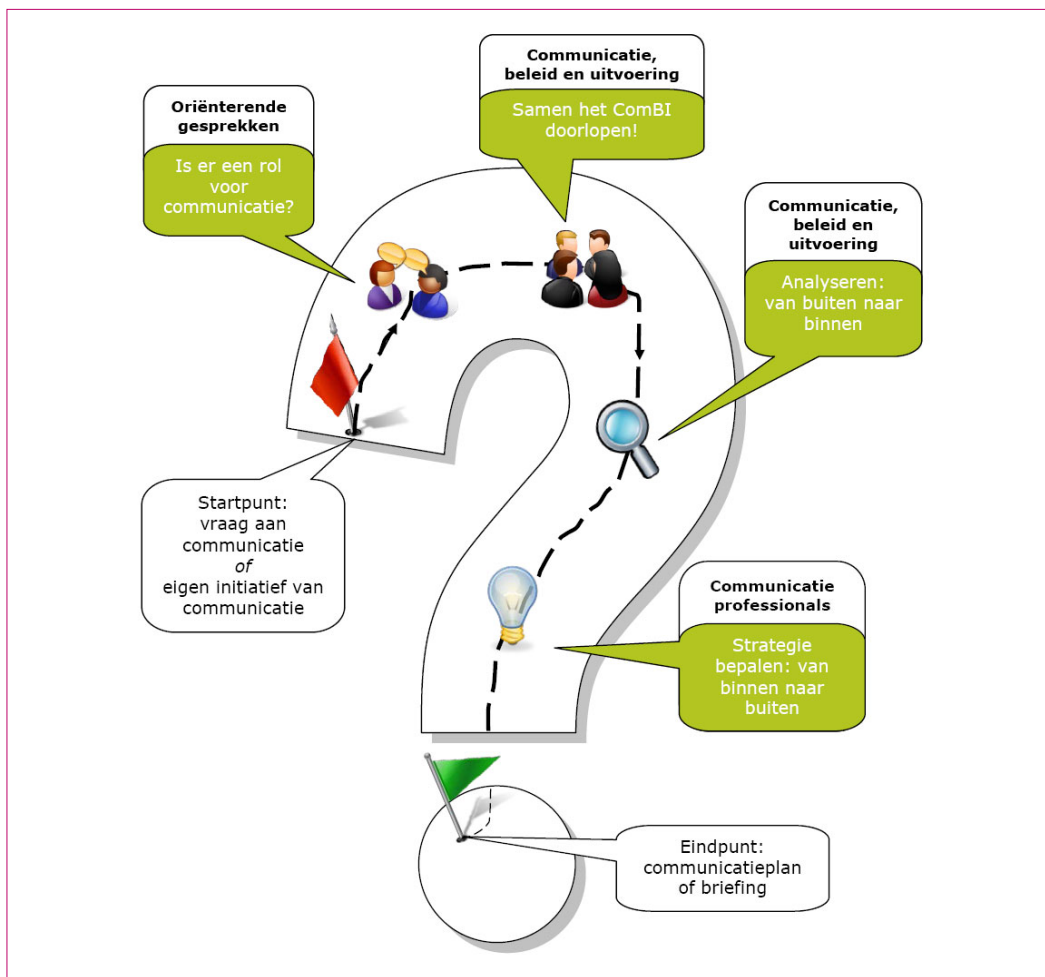 Communicatie,
beleid en uitvoering
Samen het ComBI
doorlopen!
Oriënterende
gesprekken
Is er een rol
voor
communicatie?
Communicatie,
beleid en
uitvoering
Analyseren:
van buiten naar
binnen
Startpunt:
vraag aan
communicatie
of
eigen initiatief van
communicatie
Communicatie
professionals
Strategie
bepalen: van
binnen naar
buiten
Eindpunt:
communicatieplan
of briefing